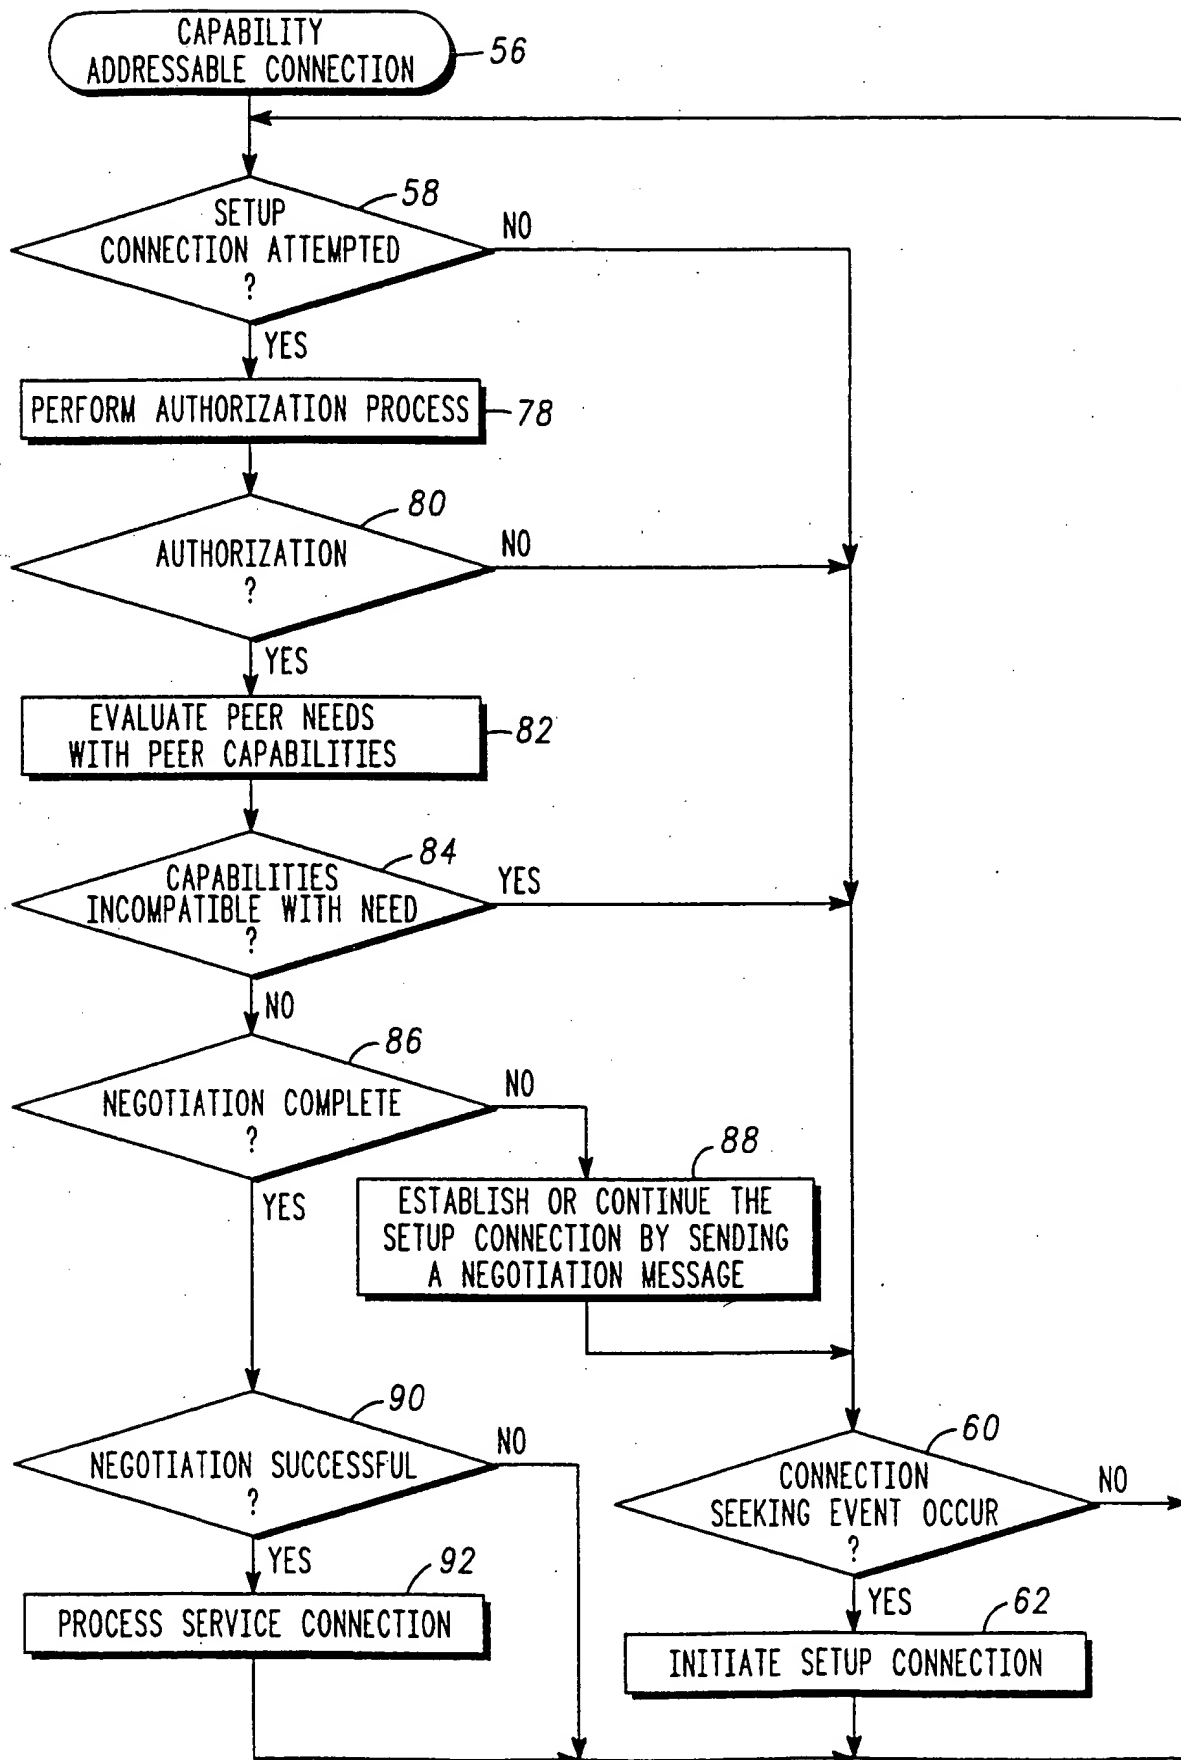 CAPABILITY
ADDRESSABLE CONNECTION
56
58
SETUP
CONNECTION ATTEMPTED
?
NO
YES
PERFORM AUTHORIZATION PROCESS
78
80
AUTHORIZATION
?
NO
YES
EVALUATE PEER NEEDS
WITH PEER CAPABILITIES
82
84
CAPABILITIES
INCOMPATIBLE WITH NEED
?
YES
NO
86
NEGOTIATION COMPLETE
?
NO
YES
88
ESTABLISH OR CONTINUE THE
SETUP CONNECTION BY SENDING
A NEGOTIATION MESSAGE
90
NEGOTIATION SUCCESSFUL
?
NO
YES
92
PROCESS SERVICE CONNECTION
60
CONNECTION
SEEKING EVENT OCCUR
?
NO
YES
62
INITIATE SETUP CONNECTION